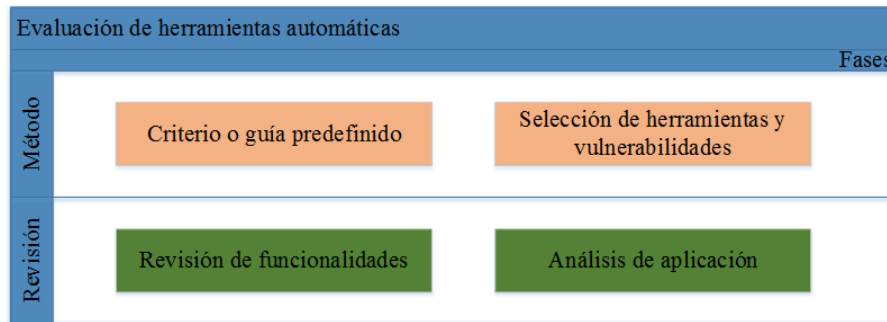 Evaluación de herramientas automáticas
Fases
Método
Criterio o guía predefinido
Selección de herramientas y
vulnerabilidades
Revisión
Revisión de funcionalidades
Análisis de aplicación